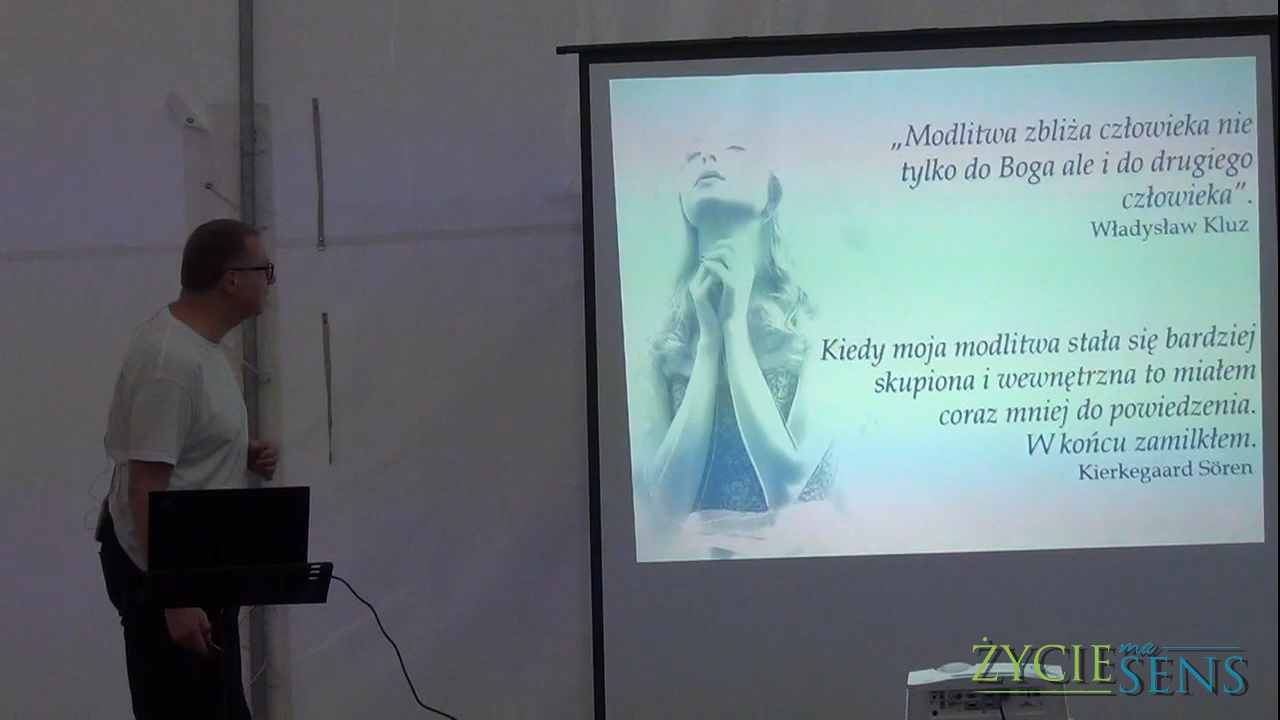 „Modlitwa zbliża człowieka nie
tylko do Boga ale i do drugiego
człowieka”.
Władysław Kluz
Kiedy moja modlitwa stała się bardziej
skupiona i wewnętrzna to miałem
coraz mniej do powiedzenia.
W końcu zamilkłem.
Kierkegaard Sören
ŻYCIE ma
SENS